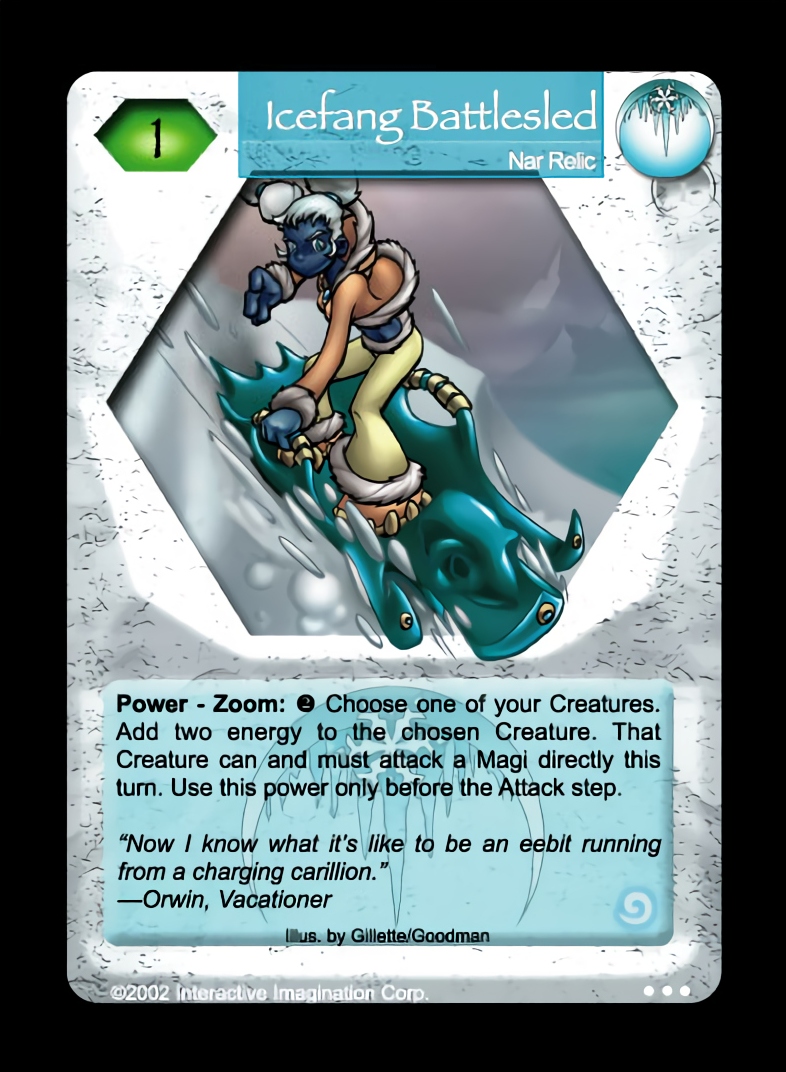 1
Icefang Battlesled
Nar Relic
Power - Zoom: ❷ Choose one of your Creatures.
Add two energy to the chosen Creature. That
Creature can and must attack a Magi directly this
turn. Use this power only before the Attack step.
“Now I know what it's like to be an eebit running
from a charging carillion.”
—Orwin, Vacationer
Illus. by Gillette/Goodman
©2002 Interactive Imagination Corp.